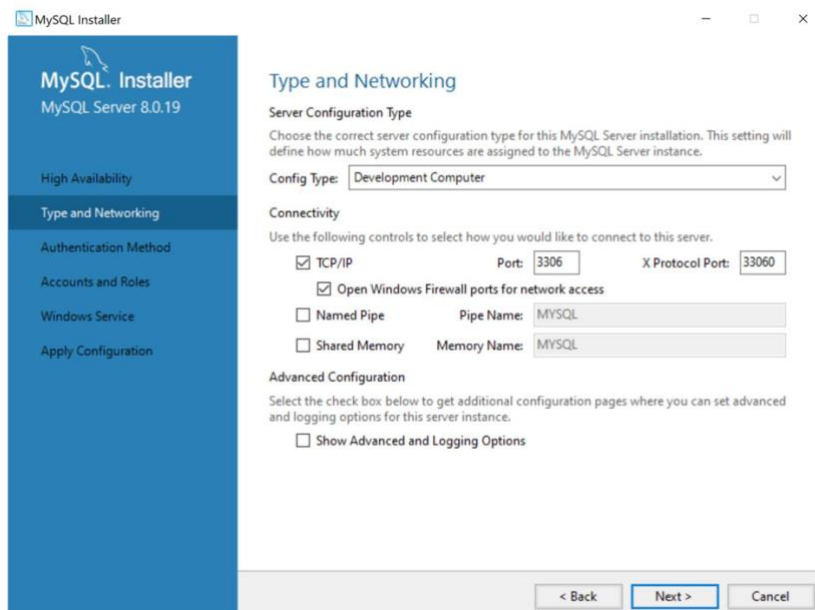 MySQL Installer
MySQL. Installer
MySQL Server 8.0.19
High Availability
Type and Networking
Authentication Method
Accounts and Roles
Windows Service
Apply Configuration
Type and Networking
Server Configuration Type
Choose the correct server configuration type for this MySQL Server installation. This setting will
define how much system resources are assigned to the MySQL Server instance.
Config Type: Development Computer
Connectivity
Use the following controls to select how you would like to connect to this server.
TCP/IP Port: 3306 X Protocol Port: 33060
Open Windows Firewall ports for network access
Named Pipe Pipe Name: MYSQL
Shared Memory Memory Name: MYSQL
Advanced Configuration
Select the check box below to get additional configuration pages where you can set advanced
and logging options for this server instance.
Show Advanced and Logging Options
< Back Next > Cancel